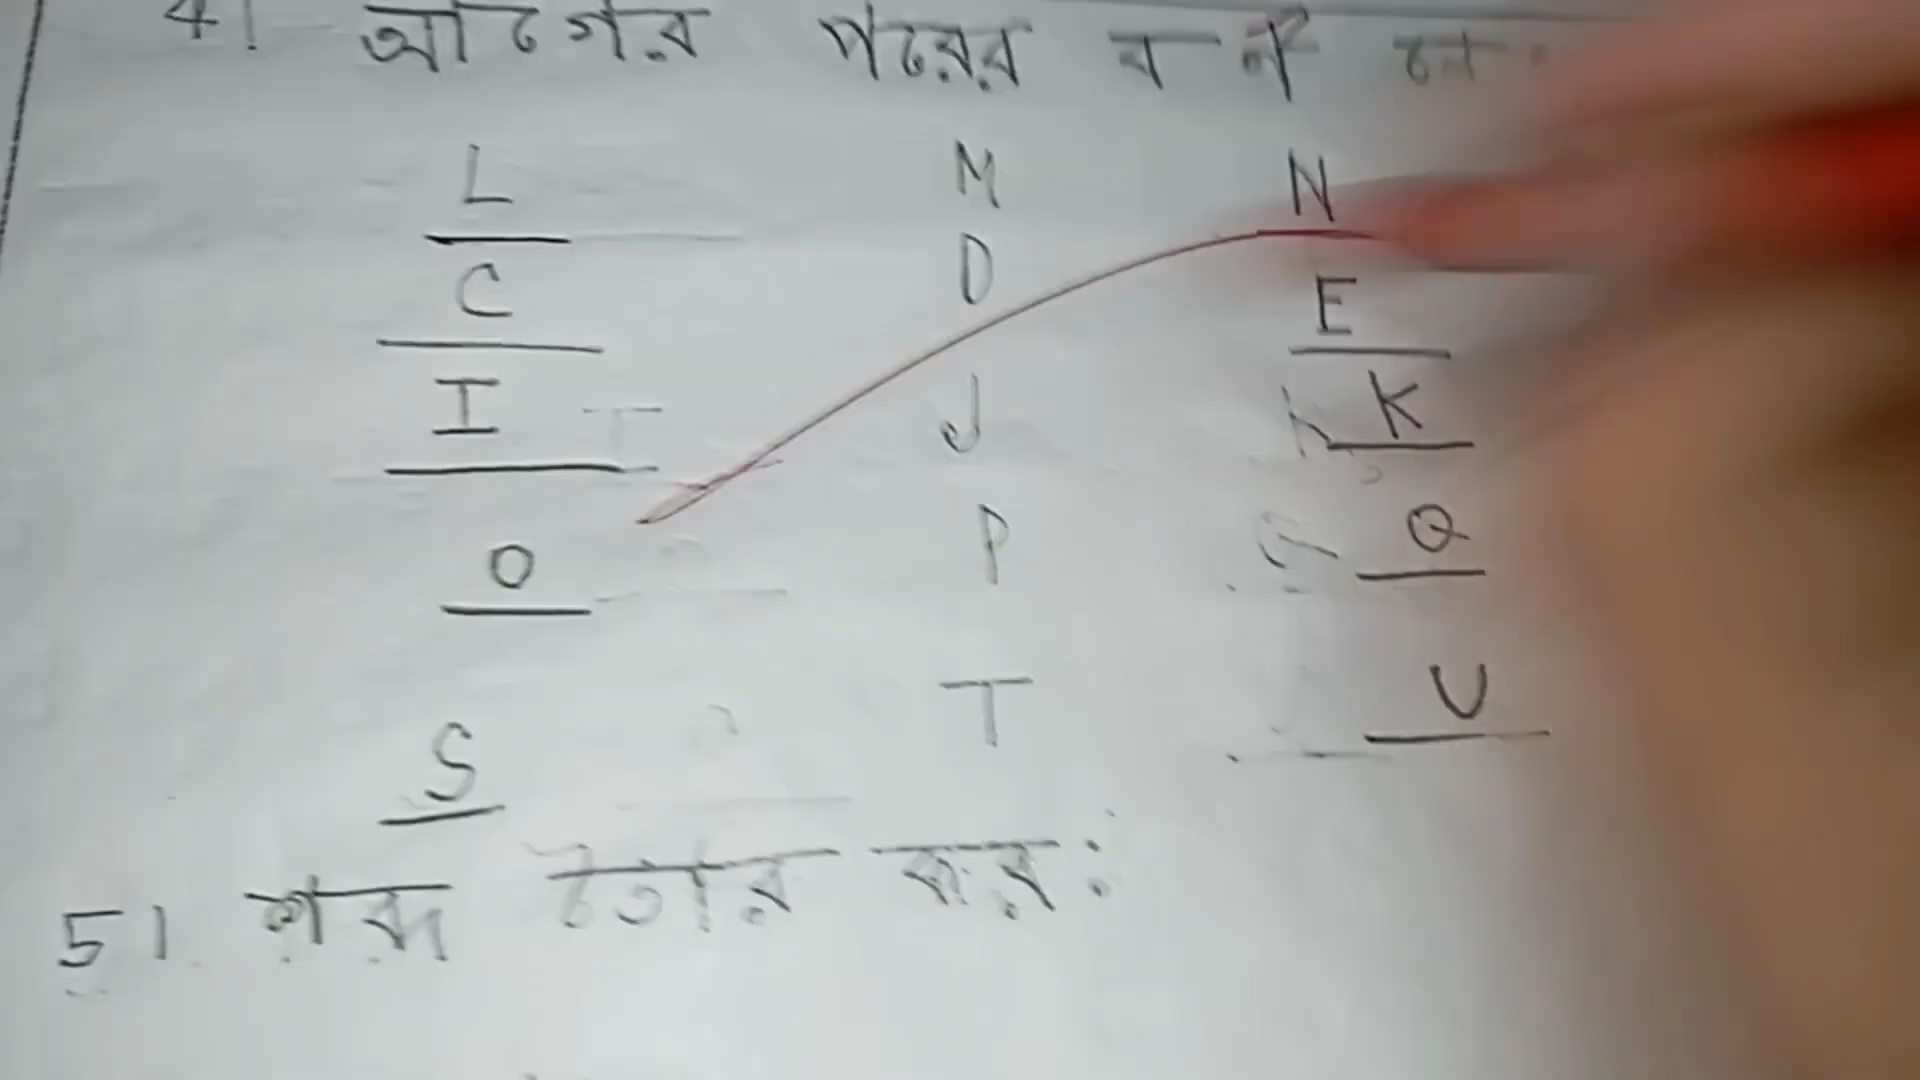 4। আগের পরের বর্ন
L M N
C D E
I J K
O P Q
S T U
5। শব্দ তৈরি কর: